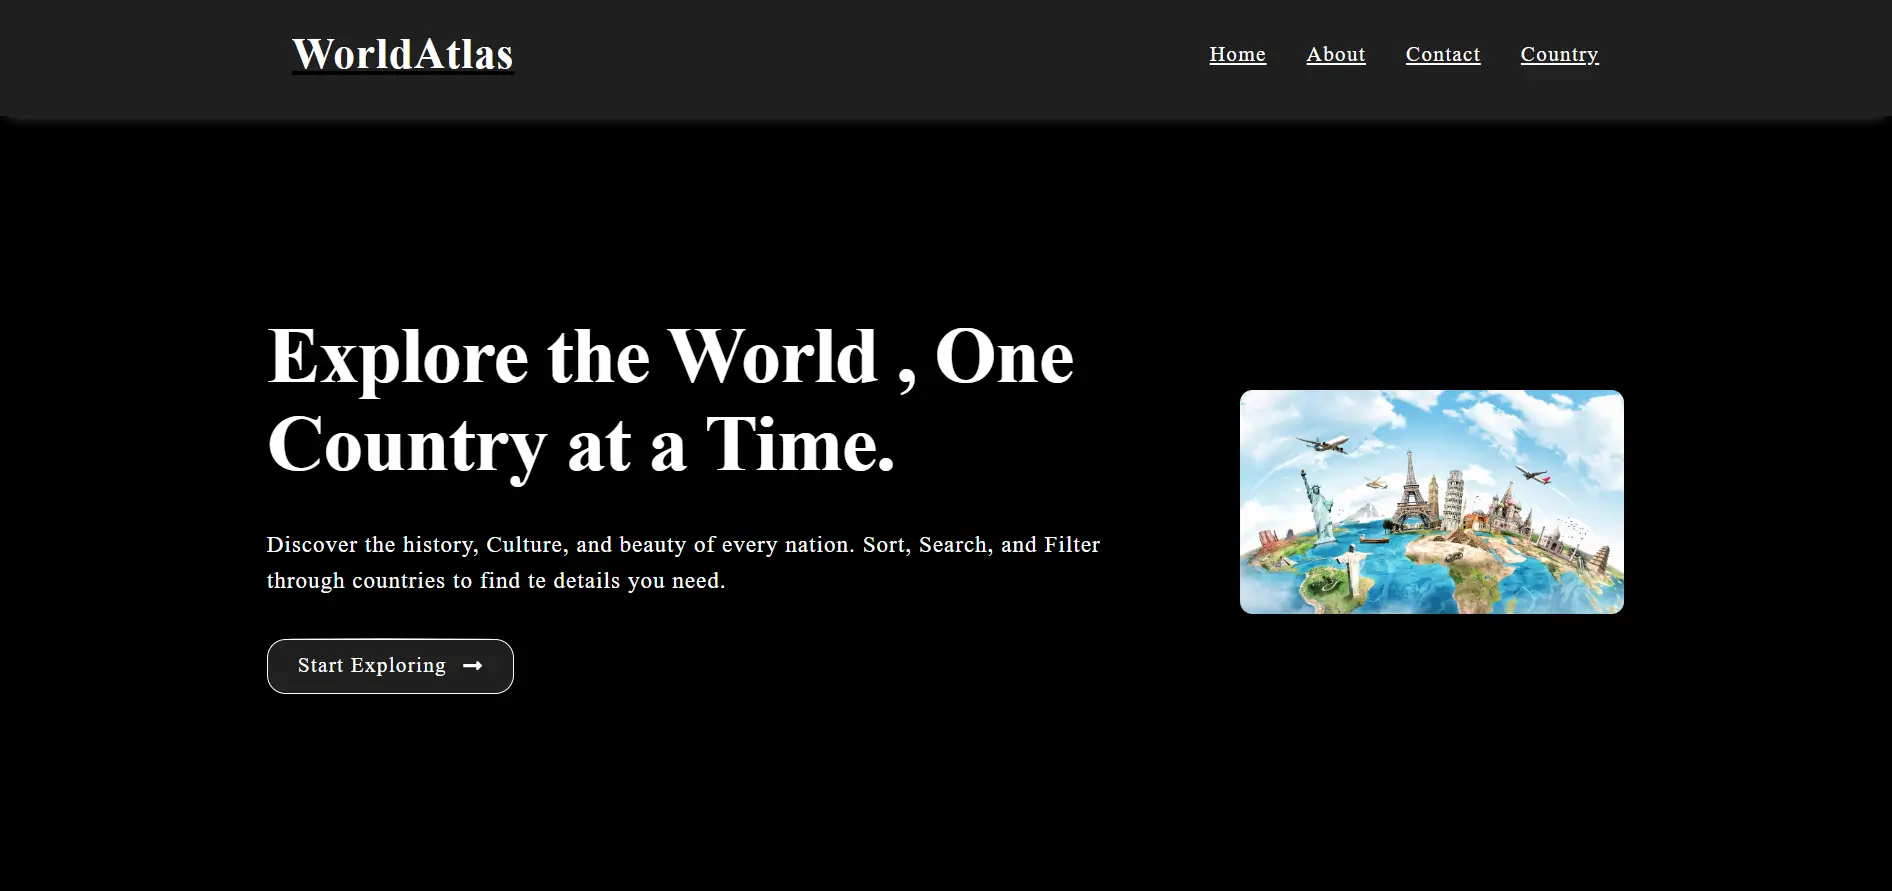 WorldAtlas
Home About Contact Country
Explore the World , One
Country at a Time.
Discover the history, Culture, and beauty of every nation. Sort, Search, and Filter
through countries to find te details you need.
Start Exploring